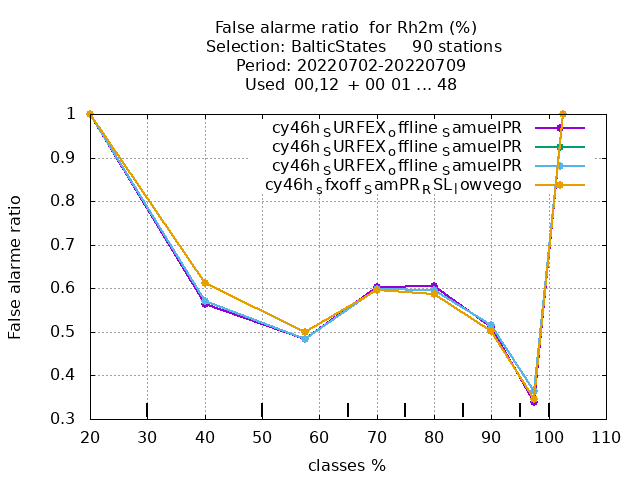 False alarme ratio  for Rh2m (%)
Selection: BalticStates     90 stations
Period: 20220702-20220709
Used  00,12  + 00 01 ... 48
1
0.9
0.8
0.7
0.6
0.5
0.4
0.3
False alarme ratio
cy46h_SURFEX_offline_SamuelPR
cy46h_SURFEX_offline_SamuelPR
cy46h_SURFEX_offline_SamuelPR
cy46h_sfxoff_SamPR_RSL_lowvego
20 30 40 50 60 70 80 90 100 110
classes %